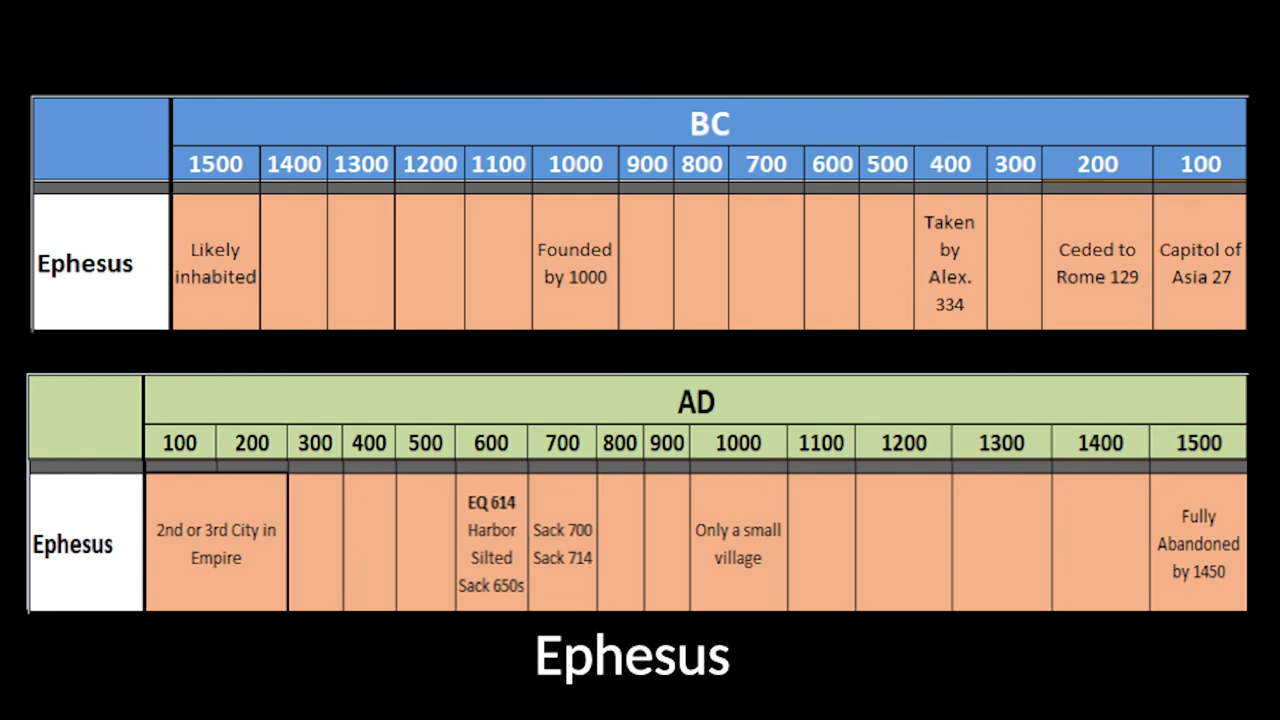 BC
1500 1400 1300 1200 1100 1000 900 800 700 600 500 400 300 200 100
Ephesus
Likely
inhabited
Founded
by 1000
Taken
by
Alex.
334
Ceded to
Rome 129
Capitol of
Asia 27
AD
100 200 300 400 500 600 700 800 900 1000 1100 1200 1300 1400 1500
Ephesus
2nd or 3rd City in
Empire
EQ 614
Harbor
Silted
Sack 650s
Sack 700
Sack 714
Only a small
village
Fully
Abandoned
by 1450
Ephesus